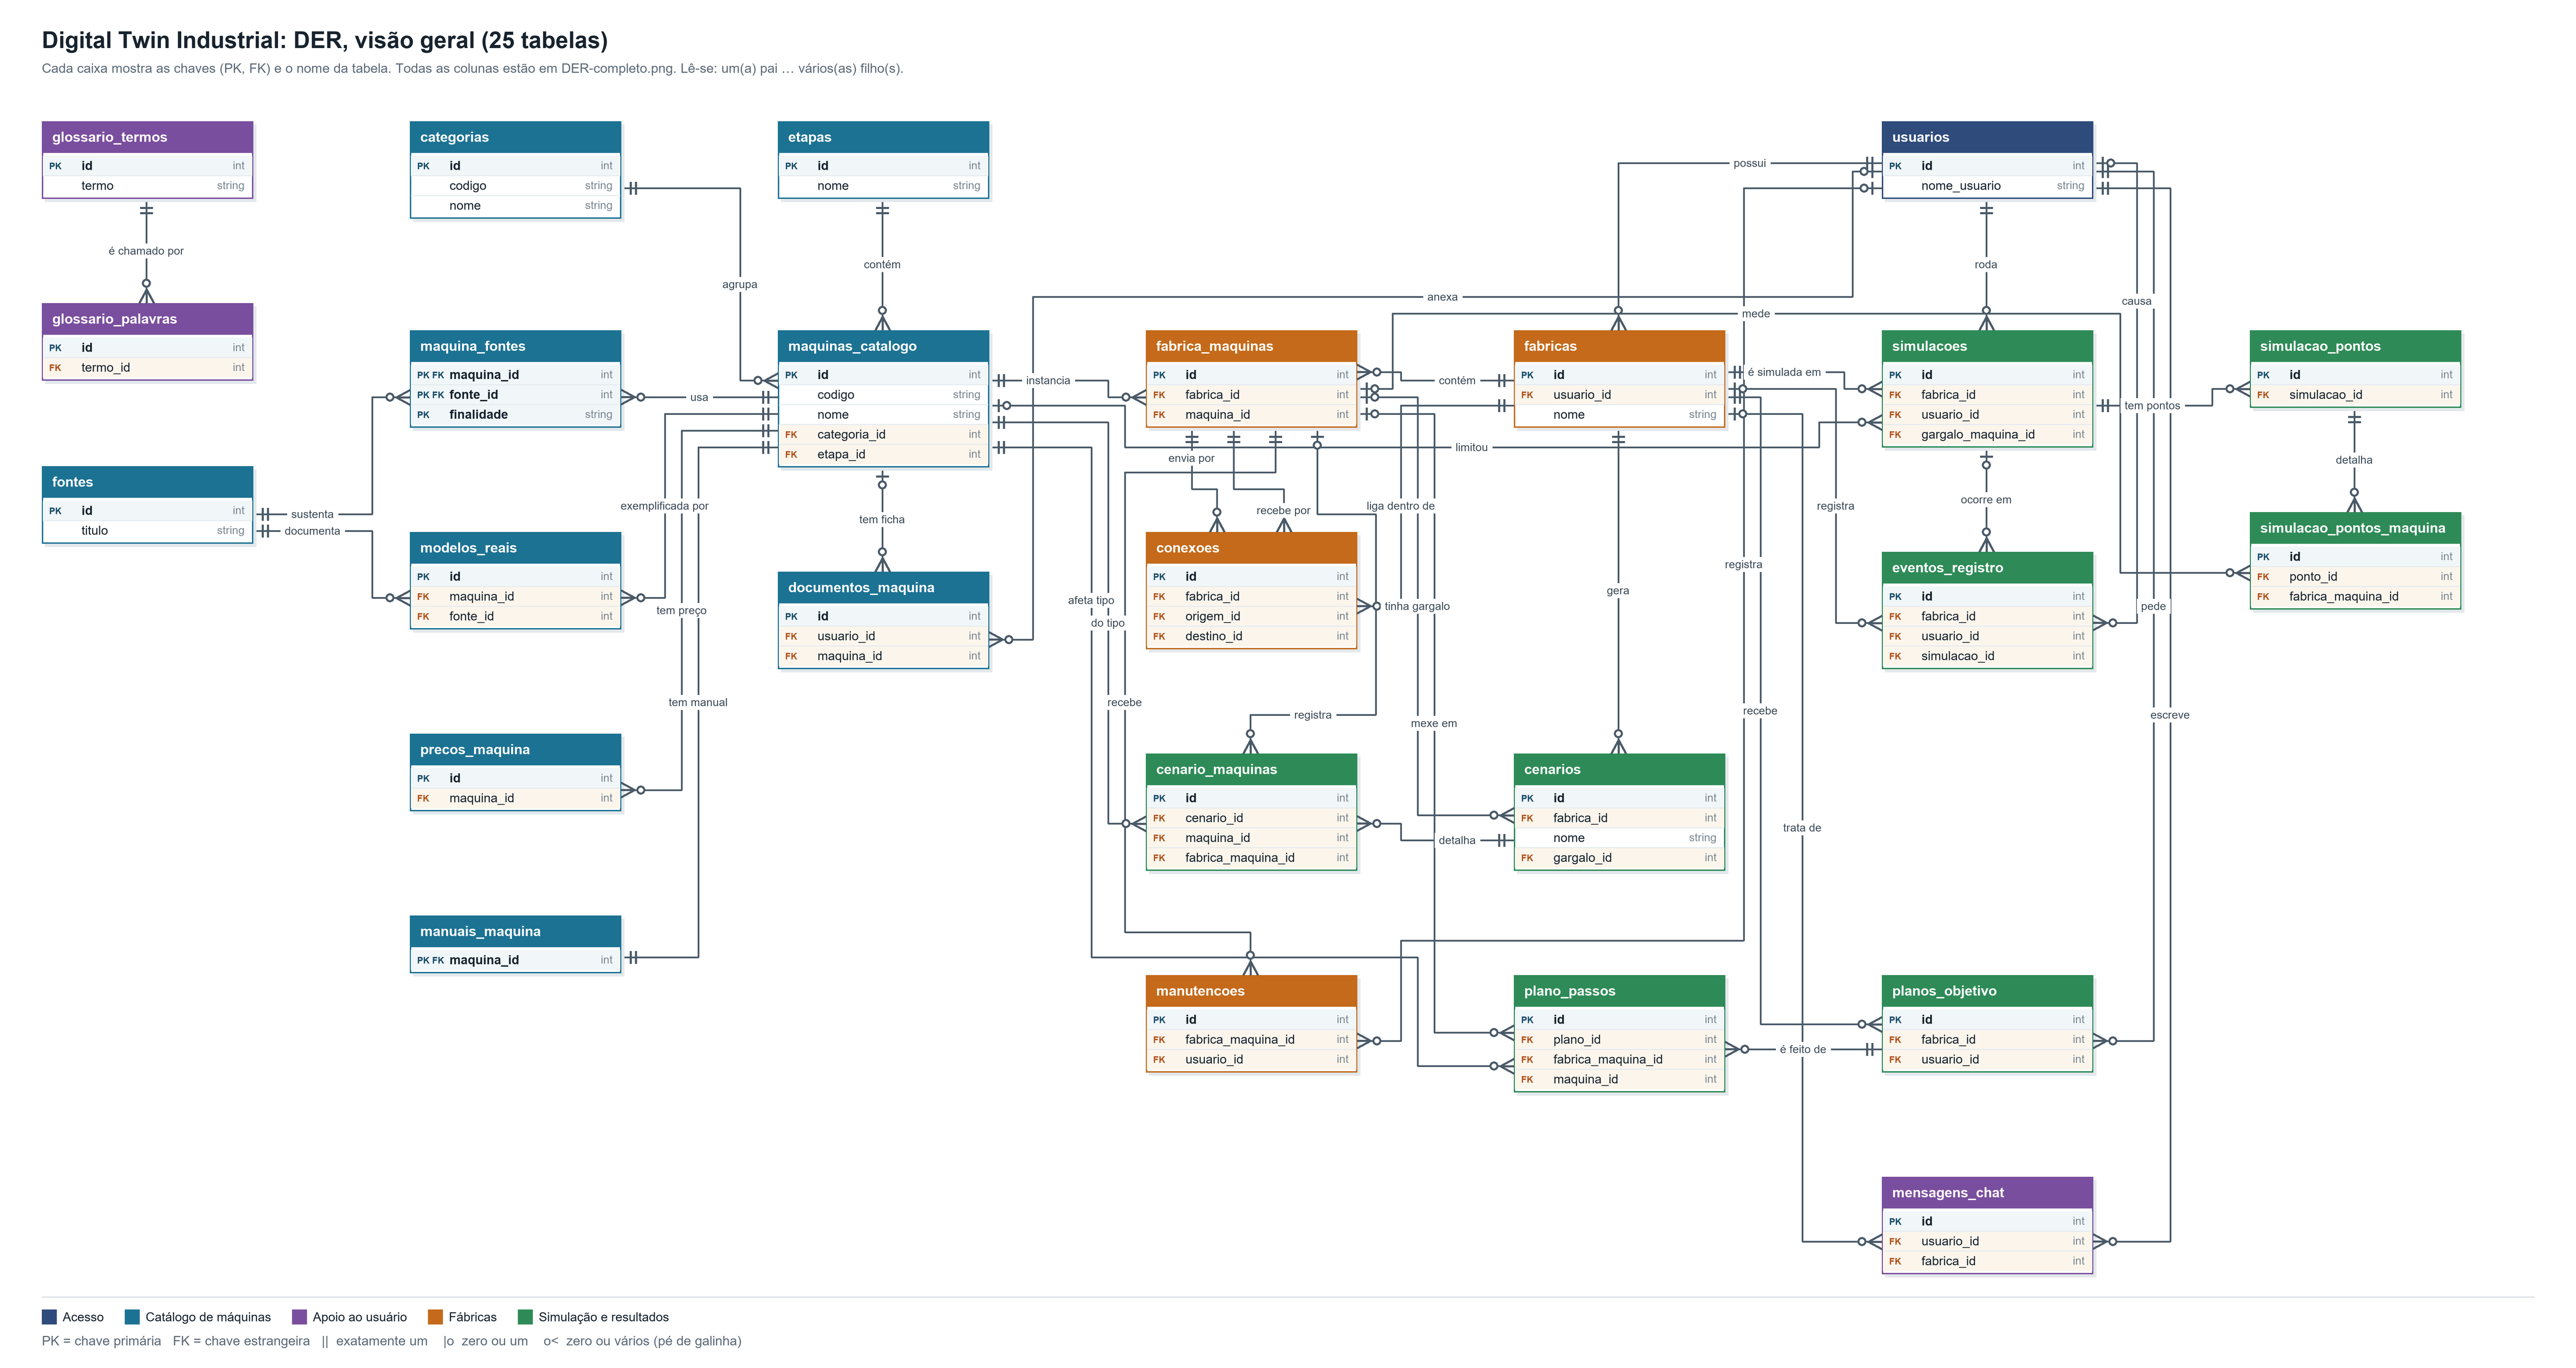 Digital Twin Industrial: DER, visão geral (25 tabelas)
Cada caixa mostra as chaves (PK, FK) e o nome da tabela. Todas as colunas estão em DER-completo.png. Lê-se: um(a) pai … vários(as) filho(s).
glossario_termos
PK id int
termo string
é chamado por
glossario_palavras
PK id int
FK termo_id int
fontes
PK id int
titulo string
sustenta
documenta
categorias
PK id int
codigo string
nome string
agrupa
maquina_fontes
PK FK maquina_id int
PK FK fonte_id int
PK finalidade string
usa
exemplificada por
modelos_reais
PK id int
FK maquina_id int
FK fonte_id int
tem preço
tem manual
precos_maquina
PK id int
FK maquina_id int
manuais_maquina
PK FK maquina_id int
etapas
PK id int
nome string
contém
maquinas_catalogo
PK id int
codigo string
nome string
FK categoria_id int
FK etapa_id int
tem ficha
documentos_maquina
PK id int
FK usuario_id int
FK maquina_id int
instancia
anexa
mede
limitou
afeta tipo
do tipo
recebe
fabrica_maquinas
PK id int
FK fabrica_id int
FK maquina_id int
envia por
recebe por
conexoes
PK id int
FK fabrica_id int
FK origem_id int
FK destino_id int
registra
cenario_maquinas
PK id int
FK cenario_id int
FK maquina_id int
FK fabrica_maquina_id int
manutencoes
PK id int
FK fabrica_maquina_id int
FK usuario_id int
contém
liga dentro de
tinha gargalo
mexe em
detalha
possui
fabricas
PK id int
FK usuario_id int
nome string
gera
cenarios
PK id int
FK fabrica_id int
nome string
FK gargalo_id int
plano_passos
PK id int
FK plano_id int
FK fabrica_maquina_id int
FK maquina_id int
é simulada em
registra
registra
recebe
trata de
é feito de
usuarios
PK id int
nome_usuario string
roda
simulacoes
PK id int
FK fabrica_id int
FK usuario_id int
FK gargalo_maquina_id int
ocorre em
eventos_registro
PK id int
FK fabrica_id int
FK usuario_id int
FK simulacao_id int
planos_objetivo
PK id int
FK fabrica_id int
FK usuario_id int
mensagens_chat
PK id int
FK usuario_id int
FK fabrica_id int
causa
tem pontos
pede
escreve
simulacao_pontos
PK id int
FK simulacao_id int
detalha
simulacao_pontos_maquina
PK id int
FK ponto_id int
FK fabrica_maquina_id int
Acesso Catálogo de máquinas Apoio ao usuário Fábricas Simulação e resultados
PK = chave primária FK = chave estrangeira || exatamente um |o zero ou um o< zero ou vários (pé de galinha)